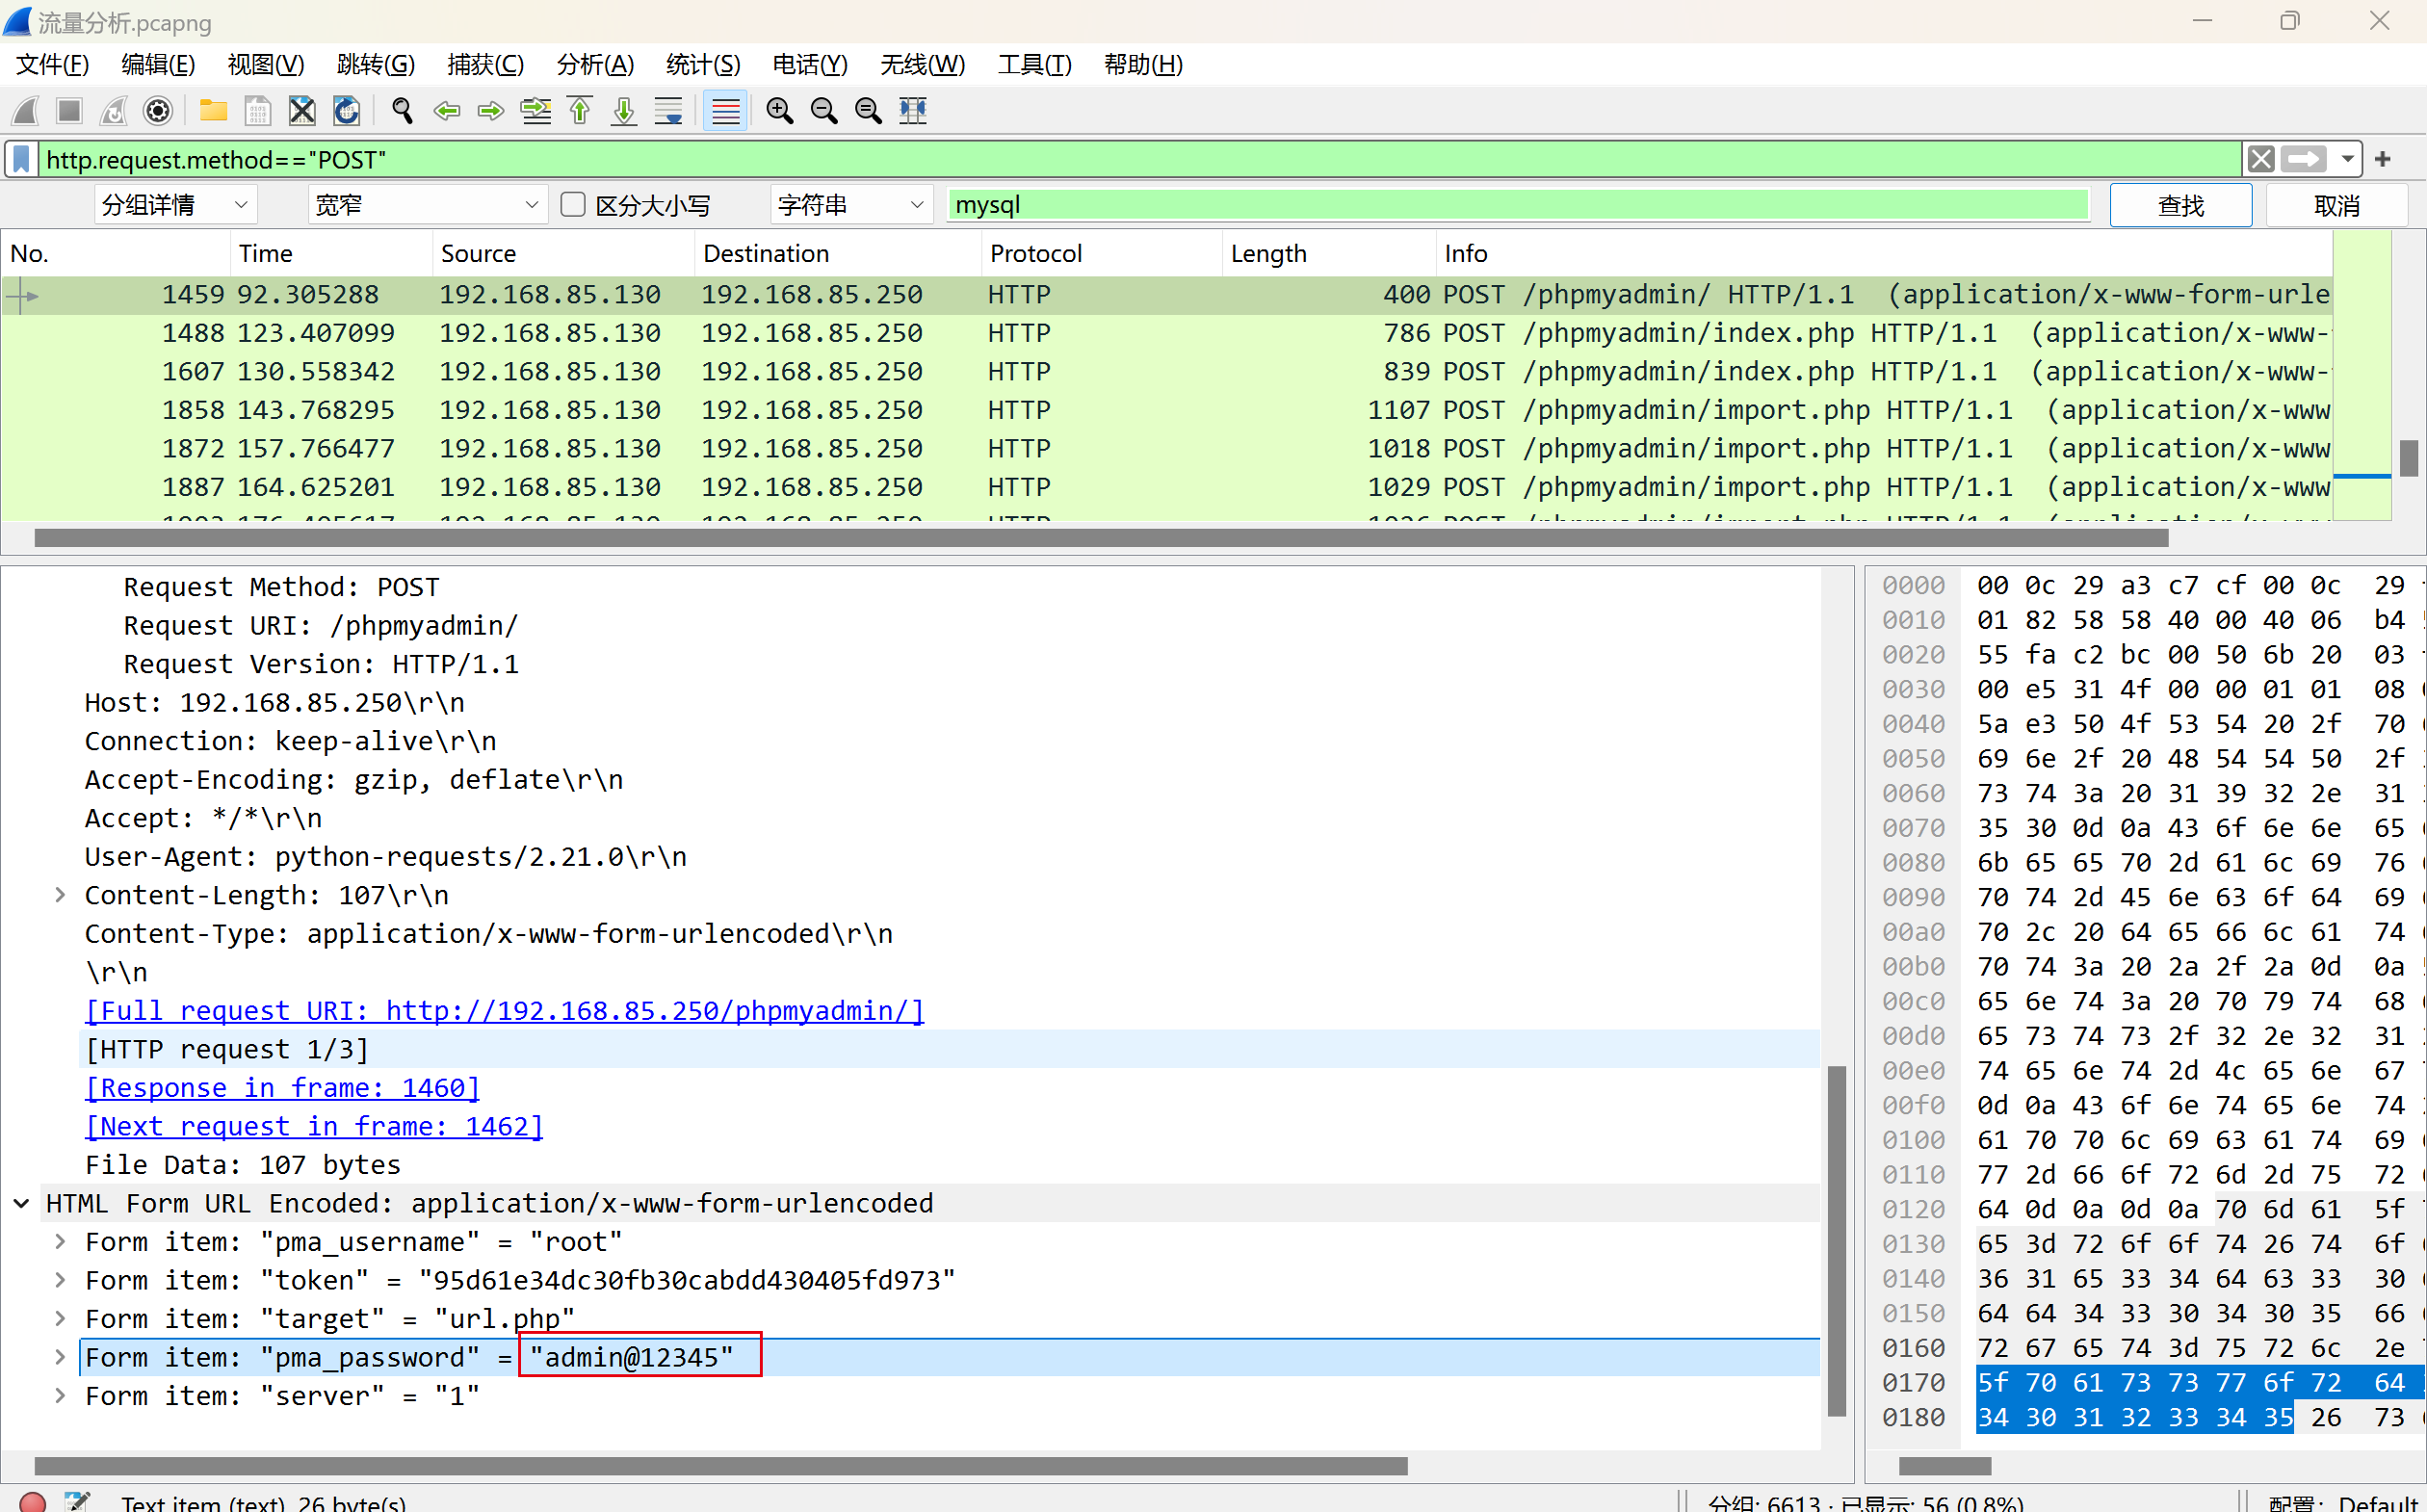 流量分析.pcapng
文件(F) 编辑(E) 视图(V) 跳转(G) 捕获(C) 分析(A) 统计(S) 电话(Y) 无线(W) 工具(T) 帮助(H)
http.request.method=="POST"
分组详情 宽窄 区分大小写 字符串 mysql 查找 取消
No. Time Source Destination Protocol Length Info
1459 92.305288 192.168.85.130 192.168.85.250 HTTP 400 POST /phpmyadmin/ HTTP/1.1 (application/x-www-form-urle
1488 123.407099 192.168.85.130 192.168.85.250 HTTP 786 POST /phpmyadmin/index.php HTTP/1.1 (application/x-www-
1607 130.558342 192.168.85.130 192.168.85.250 HTTP 839 POST /phpmyadmin/index.php HTTP/1.1 (application/x-www-
1858 143.768295 192.168.85.130 192.168.85.250 HTTP 1107 POST /phpmyadmin/import.php HTTP/1.1 (application/x-www
1872 157.766477 192.168.85.130 192.168.85.250 HTTP 1018 POST /phpmyadmin/import.php HTTP/1.1 (application/x-www
1887 164.625201 192.168.85.130 192.168.85.250 HTTP 1029 POST /phpmyadmin/import.php HTTP/1.1 (application/x-www
Request Method: POST
Request URI: /phpmyadmin/
Request Version: HTTP/1.1
Host: 192.168.85.250\r\n
Connection: keep-alive\r\n
Accept-Encoding: gzip, deflate\r\n
Accept: */*\r\n
User-Agent: python-requests/2.21.0\r\n
Content-Length: 107\r\n
Content-Type: application/x-www-form-urlencoded\r\n
\r\n
[Full request URI: http://192.168.85.250/phpmyadmin/]
[HTTP request 1/3]
[Response in frame: 1460]
[Next request in frame: 1462]
File Data: 107 bytes
HTML Form URL Encoded: application/x-www-form-urlencoded
Form item: "pma_username" = "root"
Form item: "token" = "95d61e34dc30fb30cabdd430405fd973"
Form item: "target" = "url.php"
Form item: "pma_password" = "admin@12345"
Form item: "server" = "1"
0000 00 0c 29 a3 c7 cf 00 0c 29
0010 01 82 58 58 40 00 40 06 b4
0020 55 fa c2 bc 00 50 6b 20 03
0030 00 e5 31 4f 00 00 01 01 08
0040 5a e3 50 4f 53 54 20 2f 70
0050 69 6e 2f 20 48 54 54 50 2f
0060 73 74 3a 20 31 39 32 2e 31
0070 35 30 0d 0a 43 6f 6e 6e 65
0080 6b 65 65 70 2d 61 6c 69 76
0090 70 74 2d 45 6e 63 6f 64 69
00a0 70 2c 20 64 65 66 6c 61 74
00b0 70 74 3a 20 2a 2f 2a 0d 0a
00c0 65 6e 74 3a 20 70 79 74 68
00d0 65 73 74 73 2f 32 2e 32 31
00e0 74 65 6e 74 2d 4c 65 6e 67
00f0 0d 0a 43 6f 6e 74 65 6e 74
0100 61 70 70 6c 69 63 61 74 69
0110 77 2d 66 6f 72 6d 2d 75 72
0120 64 0d 0a 0d 0a 70 6d 61 5f
0130 65 3d 72 6f 6f 74 26 74 6f
0140 36 31 65 33 34 64 63 33 30
0150 64 64 34 33 30 34 30 35 66
0160 72 67 65 74 3d 75 72 6c 2e
0170 5f 70 61 73 73 77 6f 72 64
0180 34 30 31 32 33 34 35 26 73
Text item (text), 26 byte(s) 分组: 6613 · 已显示: 56 (0.8%) 配置: Default